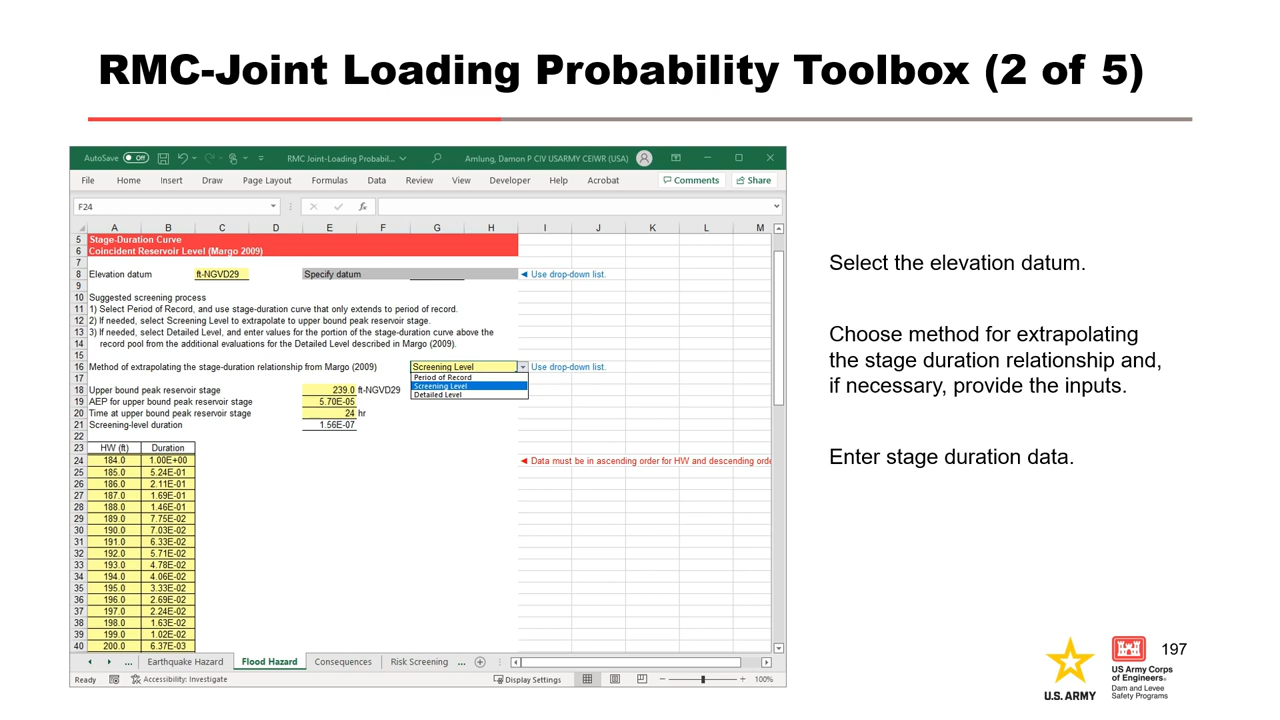 RMC-Joint Loading Probability Toolbox (2 of 5)
AutoSave Off RMC Joint-Loading Probabil... Amlung, Damon P CIV USARMY CEIWR (USA)
File Home Insert Draw Page Layout Formulas Data Review View Developer Help Acrobat Comments Share
F24 fx
A B C D E F G H I J K L M
5 Stage-Duration Curve
6 Coincident Reservoir Level (Margo 2009)
7
8 Elevation datum ft-NGVD29 Specify datum ◄ Use drop-down list.
9
10 Suggested screening process
11 1) Select Period of Record, and use stage-duration curve that only extends to period of record.
12 2) If needed, select Screening Level to extrapolate to upper bound peak reservoir stage.
13 3) If needed, select Detailed Level, and enter values for the portion of the stage-duration curve above the
14 record pool from the additional evaluations for the Detailed Level described in Margo (2009).
15
16 Method of extrapolating the stage-duration relationship from Margo (2009) Screening Level Use drop-down list.
17 Period of Record
Screening Level
Detailed Level
18 Upper bound peak reservoir stage 239.0 ft-NGVD29
19 AEP for upper bound peak reservoir stage 5.70E-05
20 Time at upper bound peak reservoir stage 24 hr
21 Screening-level duration 1.56E-07
22
23 HW (ft) Duration
24 184.0 1.00E+00 ◄ Data must be in ascending order for HW and descending orde
25 185.0 5.24E-01
26 186.0 2.11E-01
27 187.0 1.69E-01
28 188.0 1.46E-01
29 189.0 7.75E-02
30 190.0 7.03E-02
31 191.0 6.33E-02
32 192.0 5.71E-02
33 193.0 4.78E-02
34 194.0 4.06E-02
35 195.0 3.33E-02
36 196.0 2.69E-02
37 197.0 2.24E-02
38 198.0 1.63E-02
39 199.0 1.02E-02
40 200.0 6.37E-03
... Earthquake Hazard Flood Hazard Consequences Risk Screening ...
Ready Accessibility: Investigate Display Settings 100%
Select the elevation datum.
Choose method for extrapolating
the stage duration relationship and,
if necessary, provide the inputs.
Enter stage duration data.
U.S. ARMY
US Army Corps
of Engineers®
Dam and Levee
Safety Programs
197